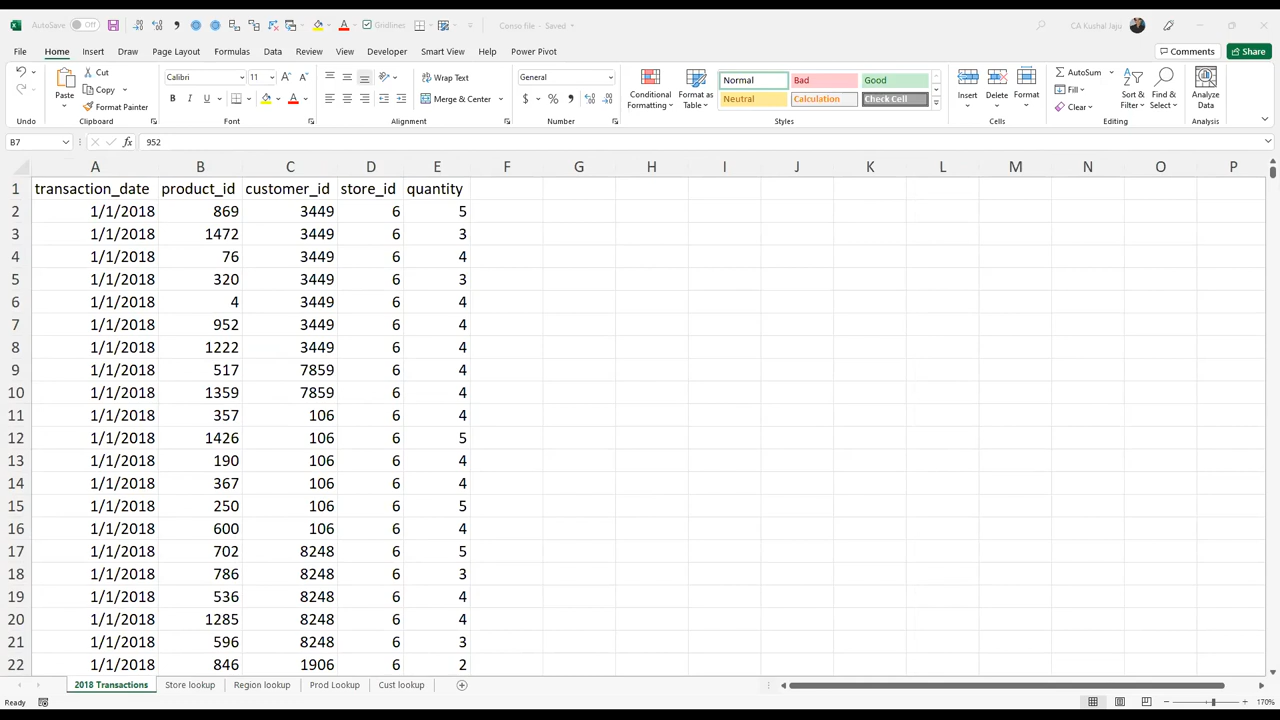 AutoSave Off Gridlines Conso file - Saved CA Kushal Jaju
File Home Insert Draw Page Layout Formulas Data Review View Developer Smart View Help Power Pivot Comments Share
Cut Calibri 11 Wrap Text General Normal Bad Good AutoSum
Copy Fill
Paste Format Painter Merge & Center Conditional Formatting Format as Table Neutral Calculation Check Cell Insert Delete Format Clear Sort & Filter Find & Select Analyze Data
Undo Clipboard Font Alignment Number Styles Cells Editing Analysis
B7 fx 952
A B C D E F G H I J K L M N O P
1 transaction_date product_id customer_id store_id quantity
2 1/1/2018 869 3449 6 5
3 1/1/2018 1472 3449 6 3
4 1/1/2018 76 3449 6 4
5 1/1/2018 320 3449 6 3
6 1/1/2018 4 3449 6 4
7 1/1/2018 952 3449 6 4
8 1/1/2018 1222 3449 6 4
9 1/1/2018 517 7859 6 4
10 1/1/2018 1359 7859 6 4
11 1/1/2018 357 106 6 4
12 1/1/2018 1426 106 6 5
13 1/1/2018 190 106 6 4
14 1/1/2018 367 106 6 4
15 1/1/2018 250 106 6 5
16 1/1/2018 600 106 6 4
17 1/1/2018 702 8248 6 5
18 1/1/2018 786 8248 6 3
19 1/1/2018 536 8248 6 4
20 1/1/2018 1285 8248 6 4
21 1/1/2018 596 8248 6 3
22 1/1/2018 846 1906 6 2
2018 Transactions Store lookup Region lookup Prod Lookup Cust lookup
Ready 170%